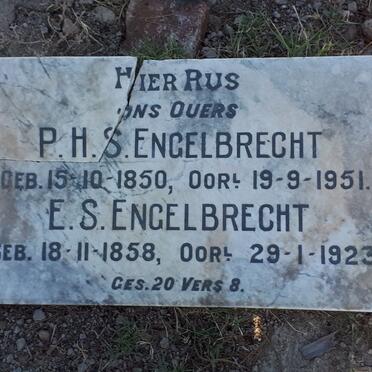 HIER RUS
ONS OUERS
P.H.S. ENGELBRECHT
GEB. 15-10-1850, OORL 19-9-1951.
E.S. ENGELBRECHT
GEB. 18-11-1858, OORL 29-1-1923
GES. 20 VERS 8.